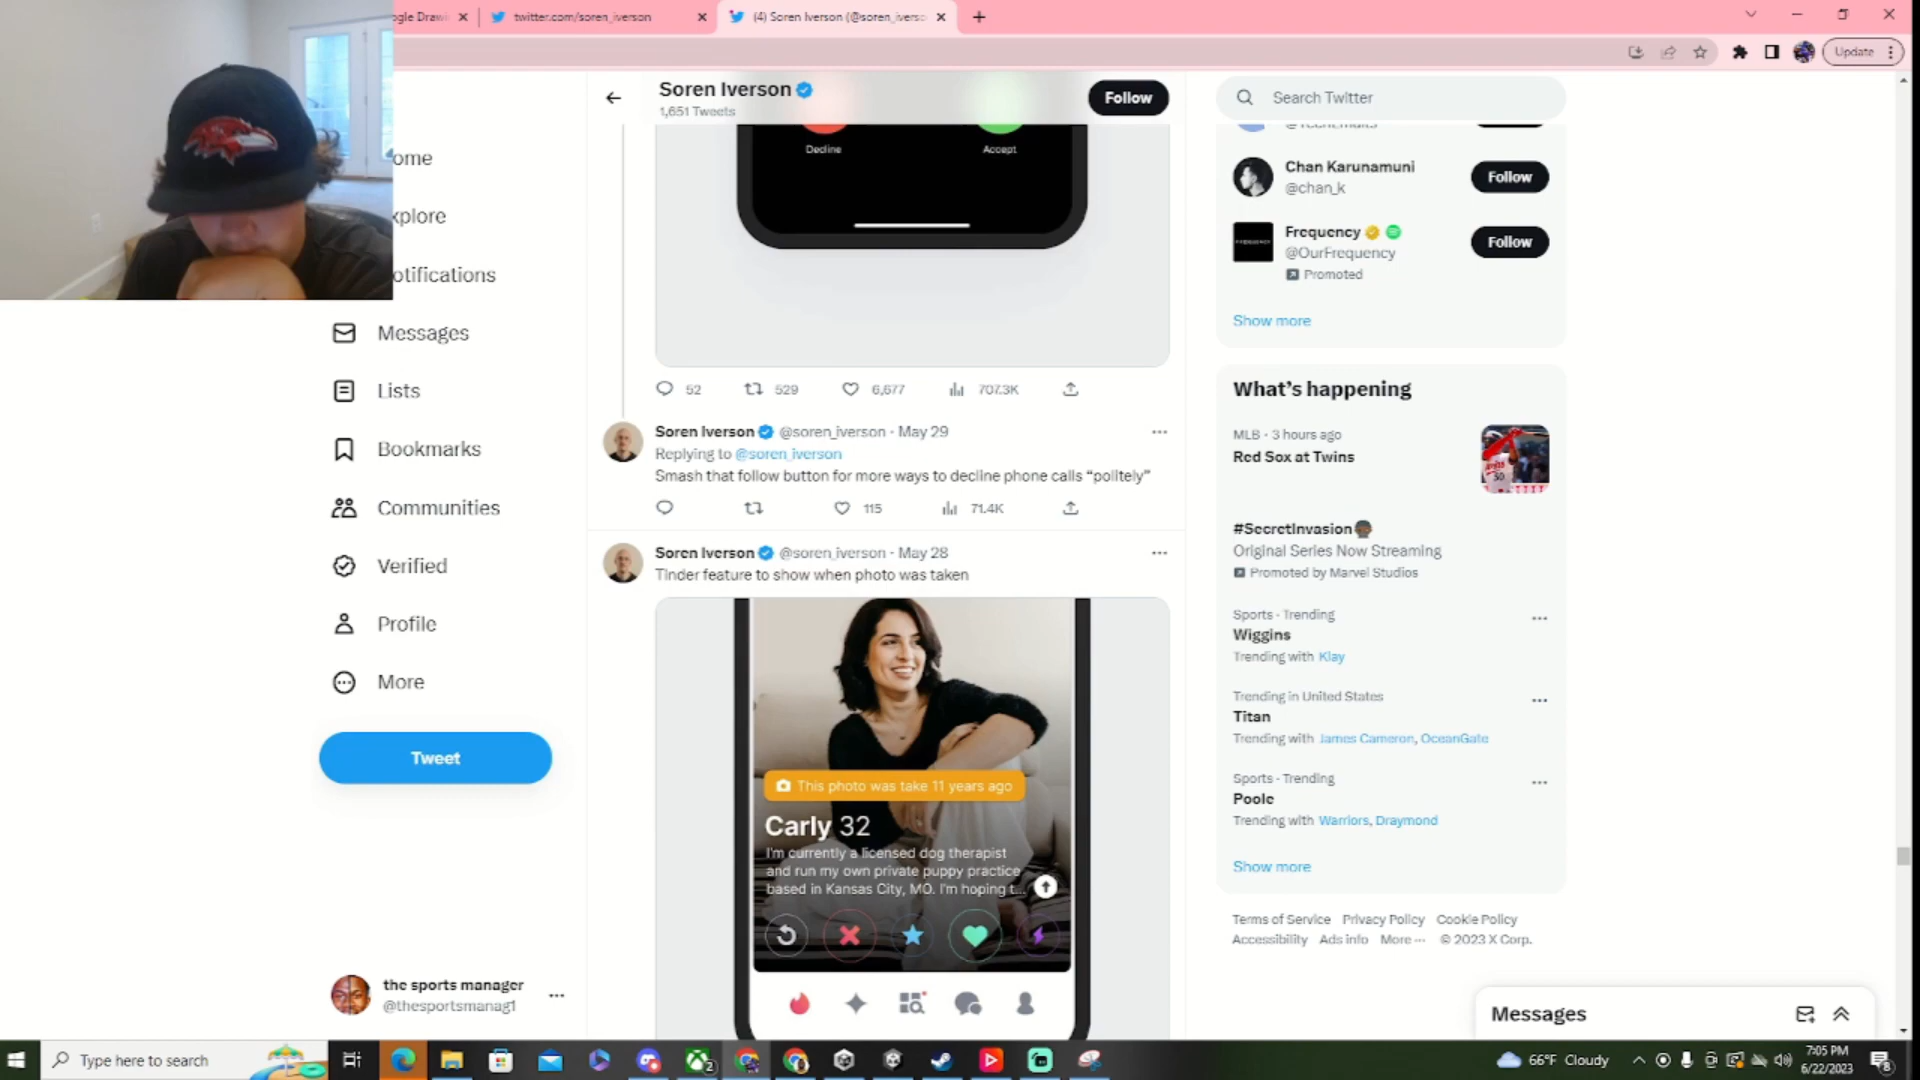 twitter.com/soren_iverson
(4) Soren Iverson (@soren_iverso
Update
Soren Iverson
1,651 Tweets
Follow
Search Twitter
Chan Karunamuni
@chan_k
Follow
Frequency
@OurFrequency
Promoted
Follow
Show more
Messages
Lists
Bookmarks
Communities
Verified
Profile
More
Tweet
the sports manager
@thesportsmanag1
Decline
Accept
52
529
6,677
707.3K
Soren Iverson @soren_iverson · May 29
Replying to @soren_iverson
Smash that follow button for more ways to decline phone calls “politely”
115
71.4K
Soren Iverson @soren_iverson · May 28
Tinder feature to show when photo was taken
This photo was take 11 years ago
Carly 32
I'm currently a licensed dog therapist
and run my own private puppy practice
based in Kansas City, MO. I'm hoping t...
What’s happening
MLB · 3 hours ago
Red Sox at Twins
#SecretInvasion
Original Series Now Streaming
Promoted by Marvel Studios
Sports · Trending
Wiggins
Trending with Klay
Trending in United States
Titan
Trending with James Cameron, OceanGate
Sports · Trending
Poole
Trending with Warriors, Draymond
Show more
Terms of Service Privacy Policy Cookie Policy
Accessibility Ads info More ··· © 2023 X Corp.
Messages
Type here to search
66°F Cloudy
7:05 PM
6/22/2023